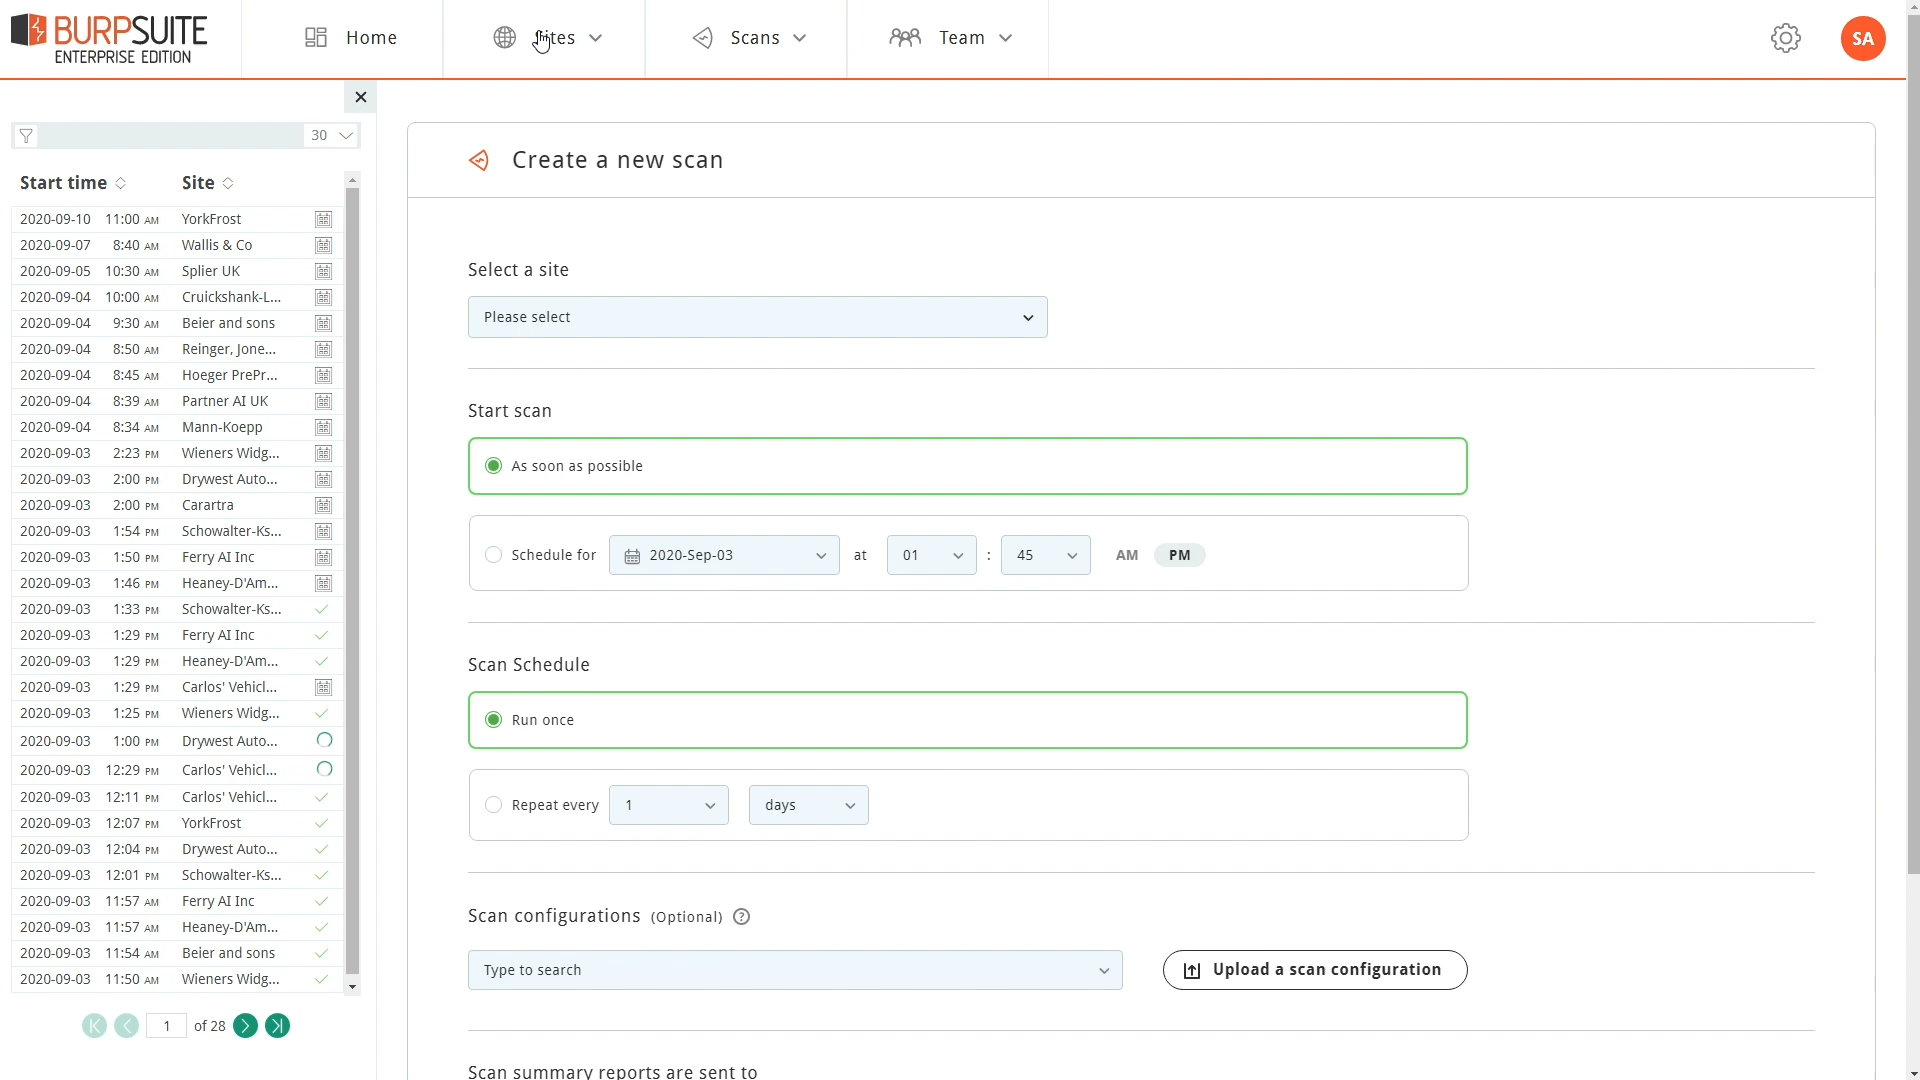 BURPSUITE
ENTERPRISE EDITION
Home
Sites
Scans
Team
SA
30
Start time Site
2020-09-10 11:00 AM YorkFrost
2020-09-07 8:40 AM Wallis & Co
2020-09-05 10:30 AM Splier UK
2020-09-04 10:00 AM Cruickshank-L...
2020-09-04 9:30 AM Beier and sons
2020-09-04 8:50 AM Reinger, Jone...
2020-09-04 8:45 AM Hoeger PrePr...
2020-09-04 8:39 AM Partner AI UK
2020-09-04 8:34 AM Mann-Koepp
2020-09-03 2:23 PM Wieners Widg...
2020-09-03 2:00 PM Drywest Auto...
2020-09-03 2:00 PM Carartra
2020-09-03 1:54 PM Schowalter-Ks...
2020-09-03 1:50 PM Ferry AI Inc
2020-09-03 1:46 PM Heaney-D'Am...
2020-09-03 1:33 PM Schowalter-Ks...
2020-09-03 1:29 PM Ferry AI Inc
2020-09-03 1:29 PM Heaney-D'Am...
2020-09-03 1:29 PM Carlos' Vehicl...
2020-09-03 1:25 PM Wieners Widg...
2020-09-03 1:00 PM Drywest Auto...
2020-09-03 12:29 PM Carlos' Vehicl...
2020-09-03 12:11 PM Carlos' Vehicl...
2020-09-03 12:07 PM YorkFrost
2020-09-03 12:04 PM Drywest Auto...
2020-09-03 12:01 PM Schowalter-Ks...
2020-09-03 11:57 AM Ferry AI Inc
2020-09-03 11:57 AM Heaney-D'Am...
2020-09-03 11:54 AM Beier and sons
2020-09-03 11:50 AM Wieners Widg...
1 of 28
Create a new scan
Select a site
Please select
Start scan
As soon as possible
Schedule for 2020-Sep-03 at 01 : 45 AM PM
Scan Schedule
Run once
Repeat every 1 days
Scan configurations (Optional) ?
Type to search
Upload a scan configuration
Scan summary reports are sent to